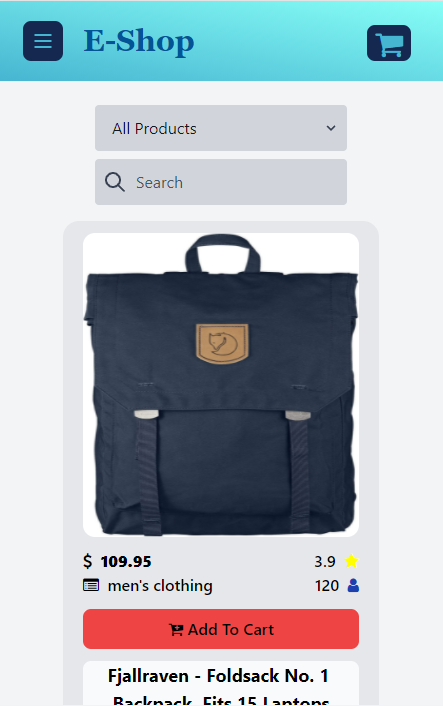 E-Shop
All Products
Search
$ 109.95
3.9
men's clothing
120
Add To Cart
Fjallraven - Foldsack No. 1
Backpack, Fits 15 Laptops